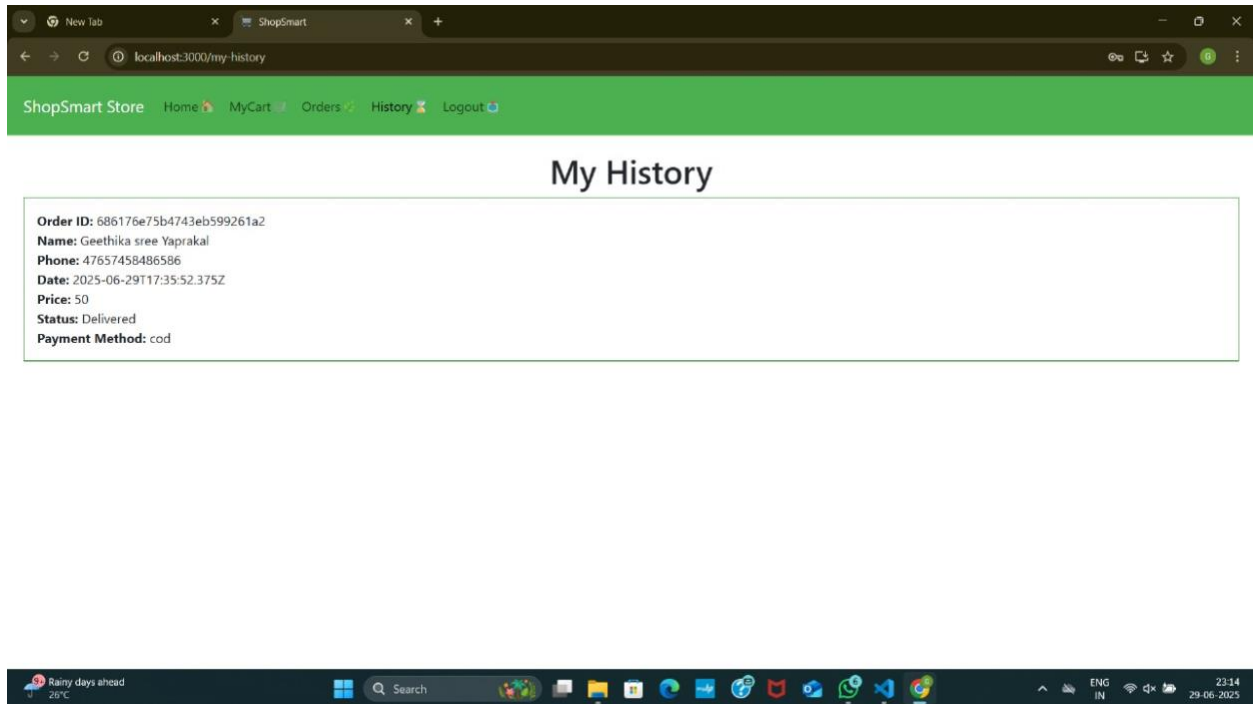 New Tab
ShopSmart
localhost:3000/my-history
G
ShopSmart Store Home MyCart Orders History Logout
My History
Order ID: 686176e75b4743eb599261a2
Name: Geethika sree Yaprakal
Phone: 47657458486586
Date: 2025-06-29T17:35:52.375Z
Price: 50
Status: Delivered
Payment Method: cod
9+ Rainy days ahead
26°C
Search
ENG
IN
23:14
29-06-2025